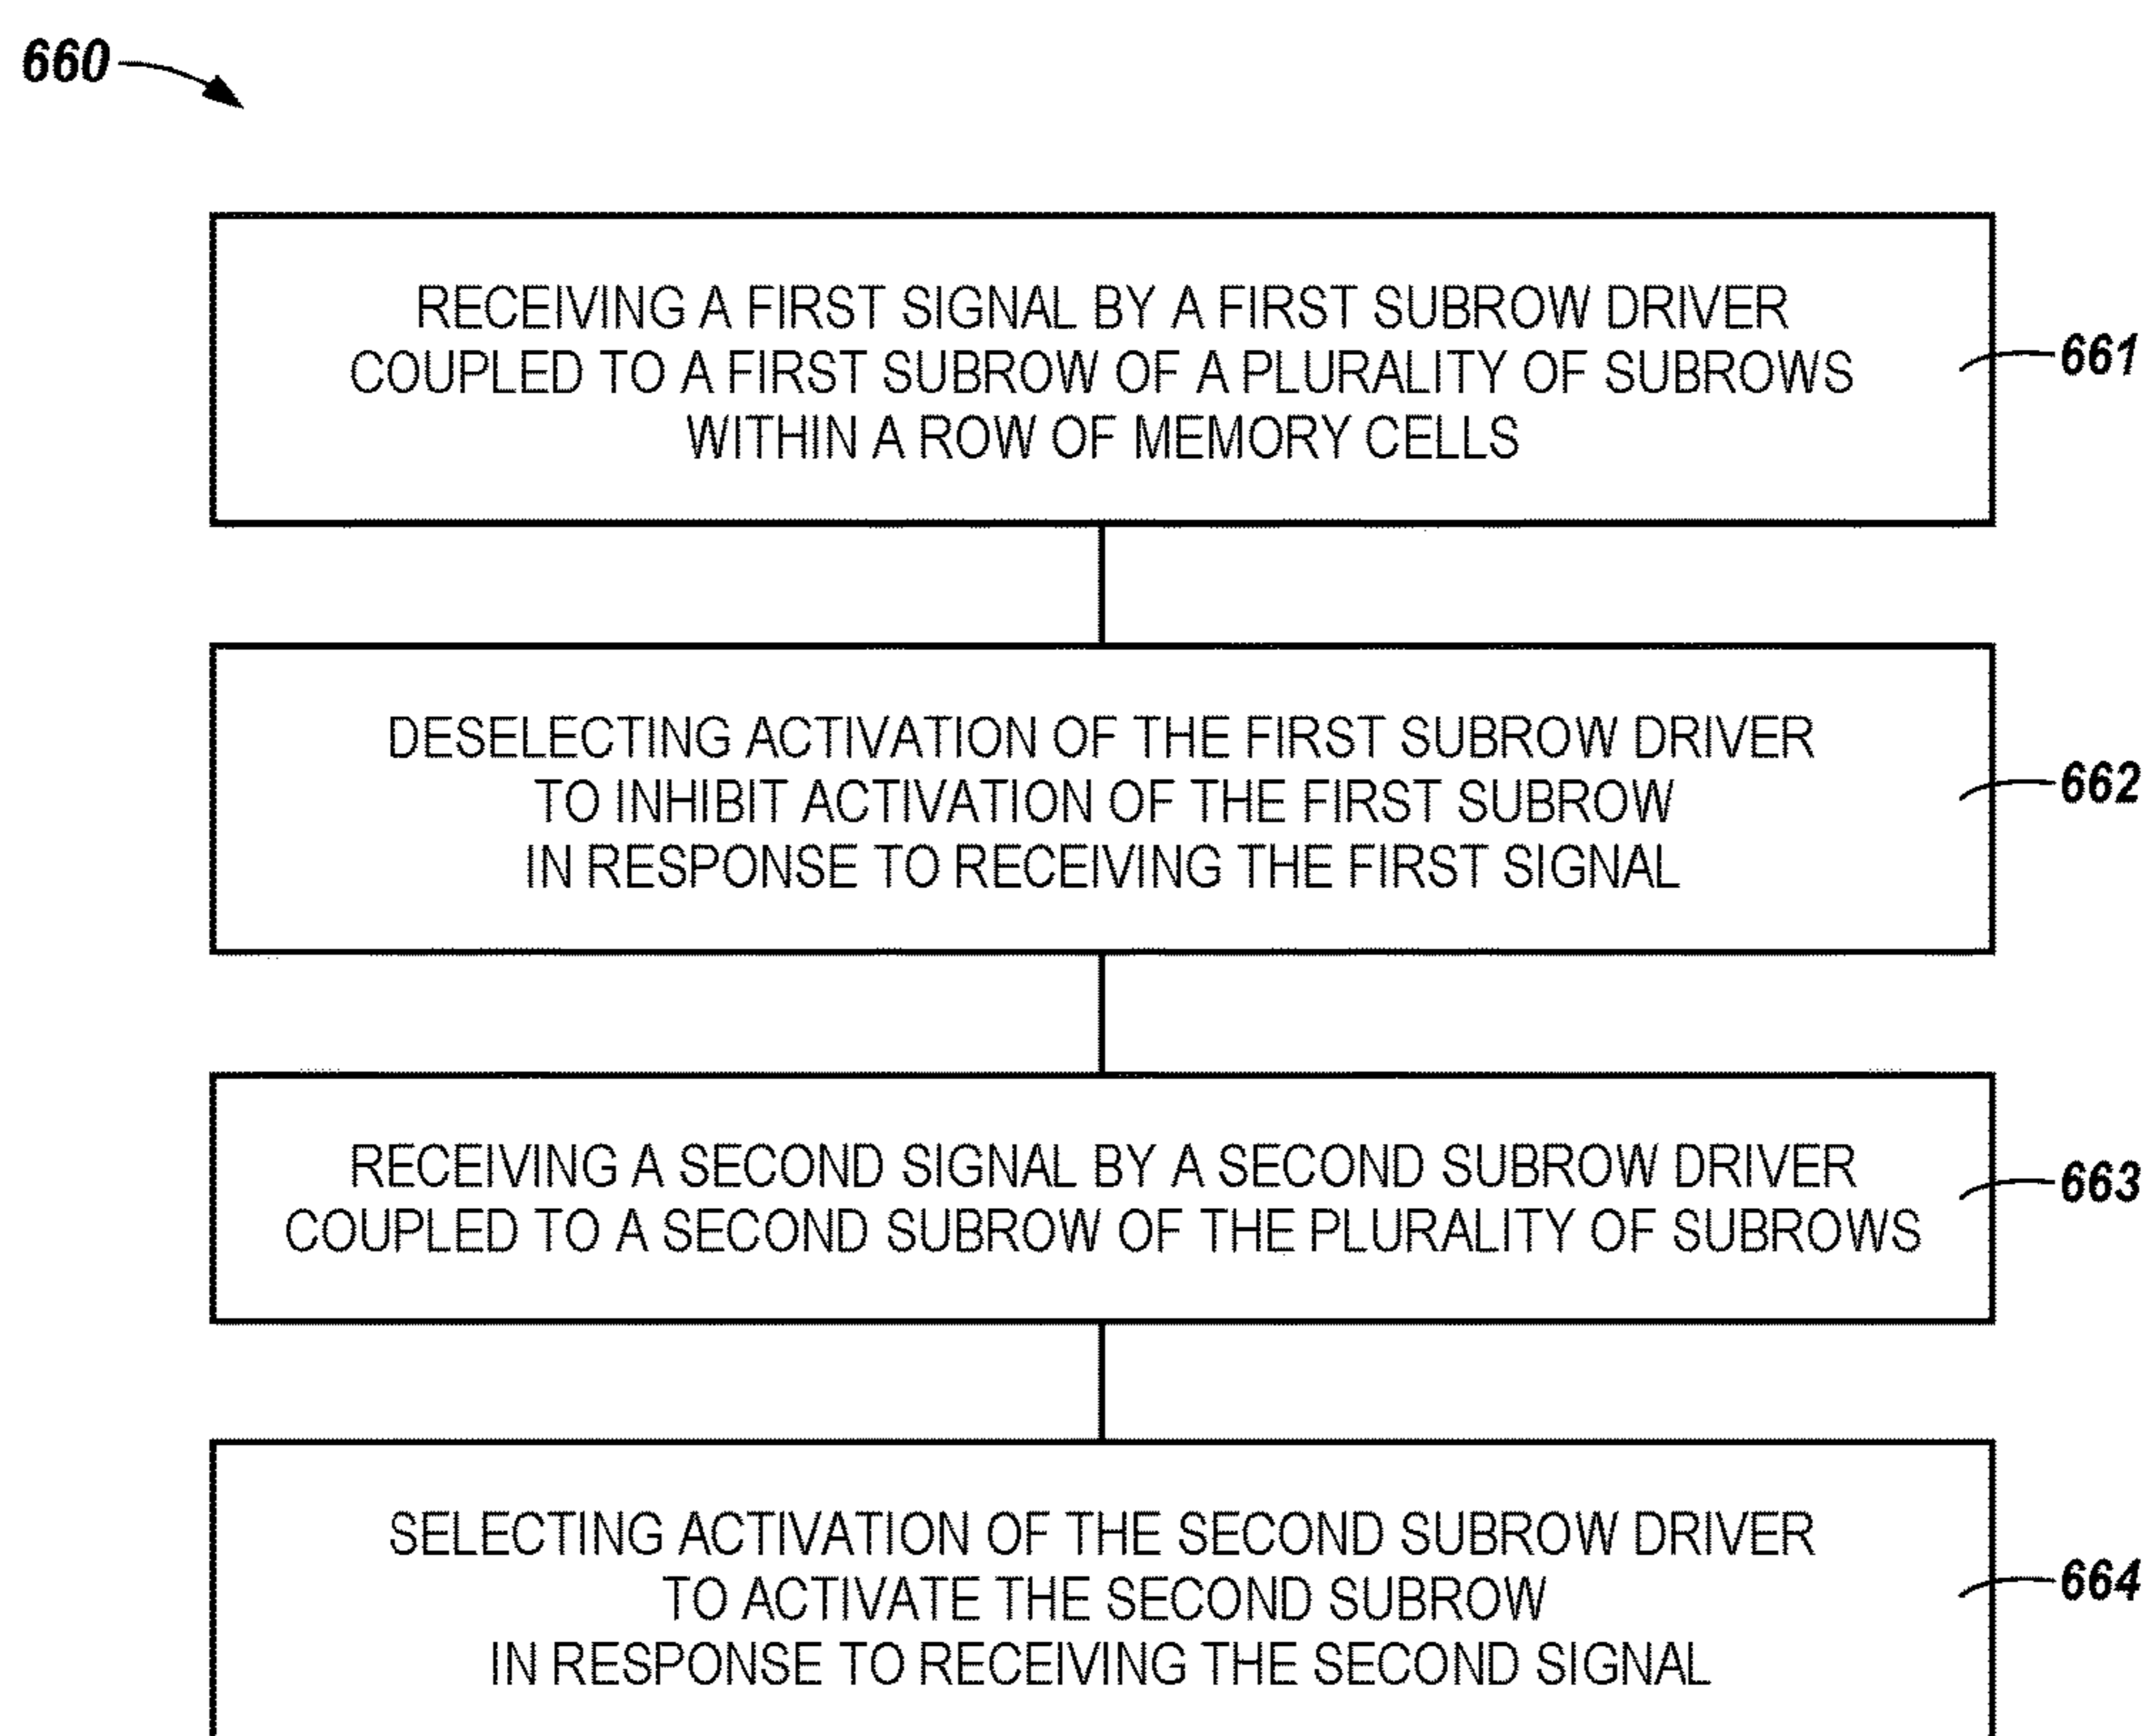 660
RECEIVING A FIRST SIGNAL BY A FIRST SUBROW DRIVER
COUPLED TO A FIRST SUBROW OF A PLURALITY OF SUBROWS
WITHIN A ROW OF MEMORY CELLS
661
DESELECTING ACTIVATION OF THE FIRST SUBROW DRIVER
TO INHIBIT ACTIVATION OF THE FIRST SUBROW
IN RESPONSE TO RECEIVING THE FIRST SIGNAL
662
RECEIVING A SECOND SIGNAL BY A SECOND SUBROW DRIVER
COUPLED TO A SECOND SUBROW OF THE PLURALITY OF SUBROWS
663
SELECTING ACTIVATION OF THE SECOND SUBROW DRIVER
TO ACTIVATE THE SECOND SUBROW
IN RESPONSE TO RECEIVING THE SECOND SIGNAL
664